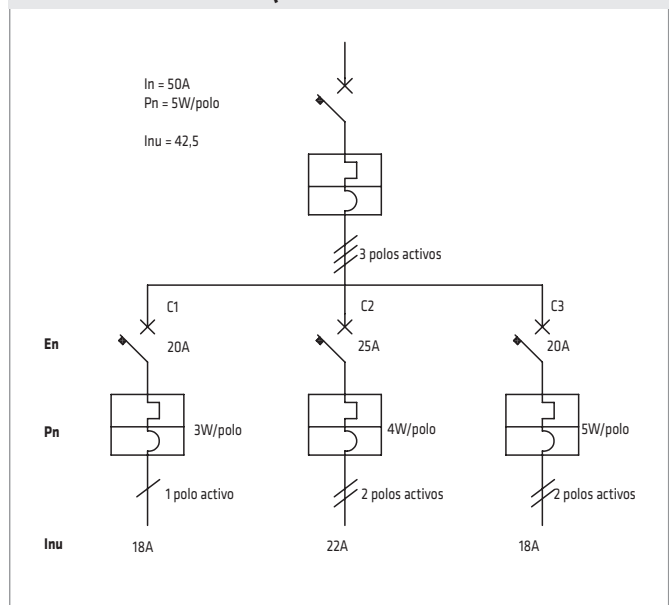 In = 50A
Pn = 5W/polo
Inu = 42,5
3 polos activos
C1 C2 C3
En 20A 25A 20A
Pn 3W/polo 4W/polo 5W/polo
1 polo activo 2 polos activos 2 polos activos
Inu 18A 22A 18A